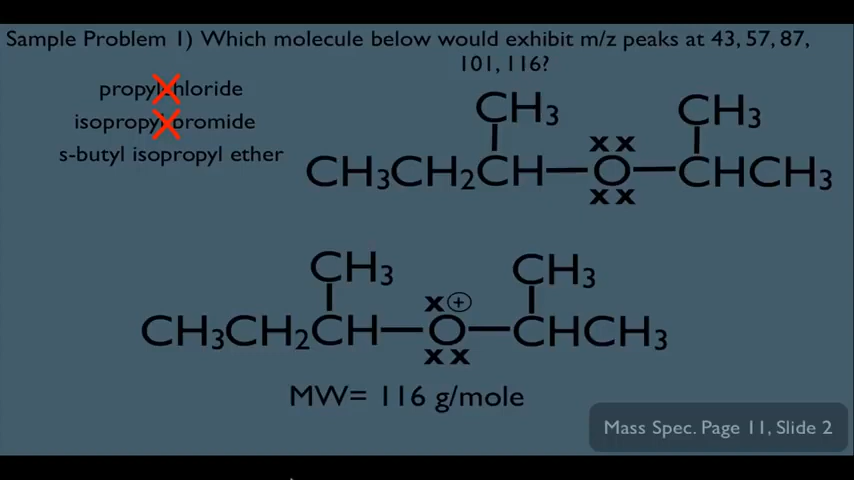 Sample Problem 1) Which molecule below would exhibit m/z peaks at 43, 57, 87,
101, 116?
propyl chloride
isopropyl bromide
s-butyl isopropyl ether
CH3 CH3
x x
CH3CH2CH—O—CHCH3
x x
CH3 CH3
x +
CH3CH2CH—O—CHCH3
x x
MW= 116 g/mole
Mass Spec. Page 11, Slide 2